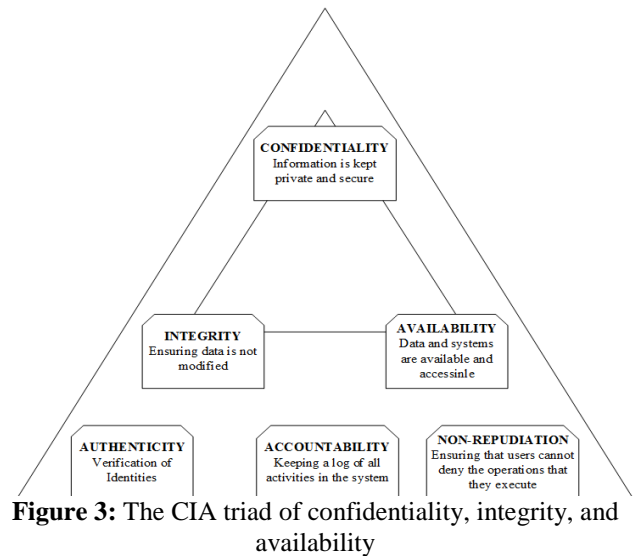 CONFIDENTIALITY
Information is kept
private and secure
INTEGRITY
Ensuring data is not
modified
AVAILABILITY
Data and systems
are available and
accessinle
AUTHENTICITY
Verification of
Identities
ACCOUNTABILITY
Keeping a log of all
activities in the system
NON-REPUDIATION
Ensuring that users cannot
deny the operations that
they execute
Figure 3: The CIA triad of confidentiality, integrity, and
availability